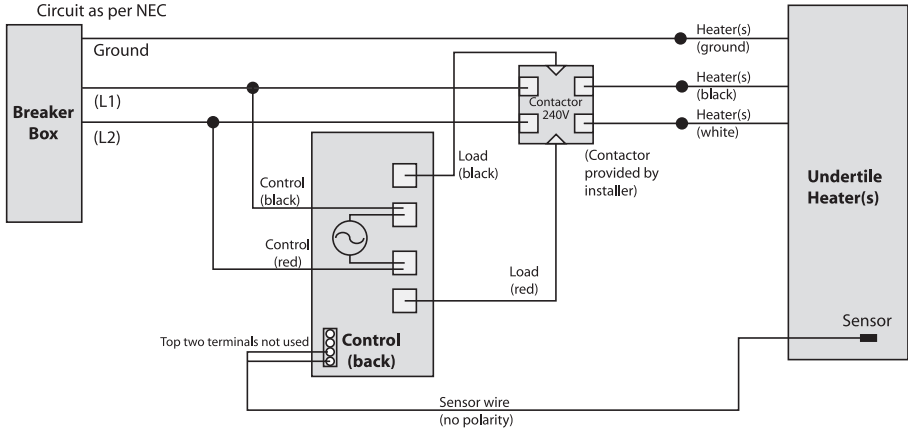 Circuit as per NEC
Ground
Heater(s)
(ground)
(L1)
Heater(s)
(black)
Breaker
Box
Contactor
240V
(L2)
Heater(s)
(white)
Load
(black)
(Contactor
provided by
installer)
Undertile
Heater(s)
Control
(black)
Control
(red)
Load
(red)
Sensor
Top two terminals not used
Control
(back)
Sensor wire
(no polarity)